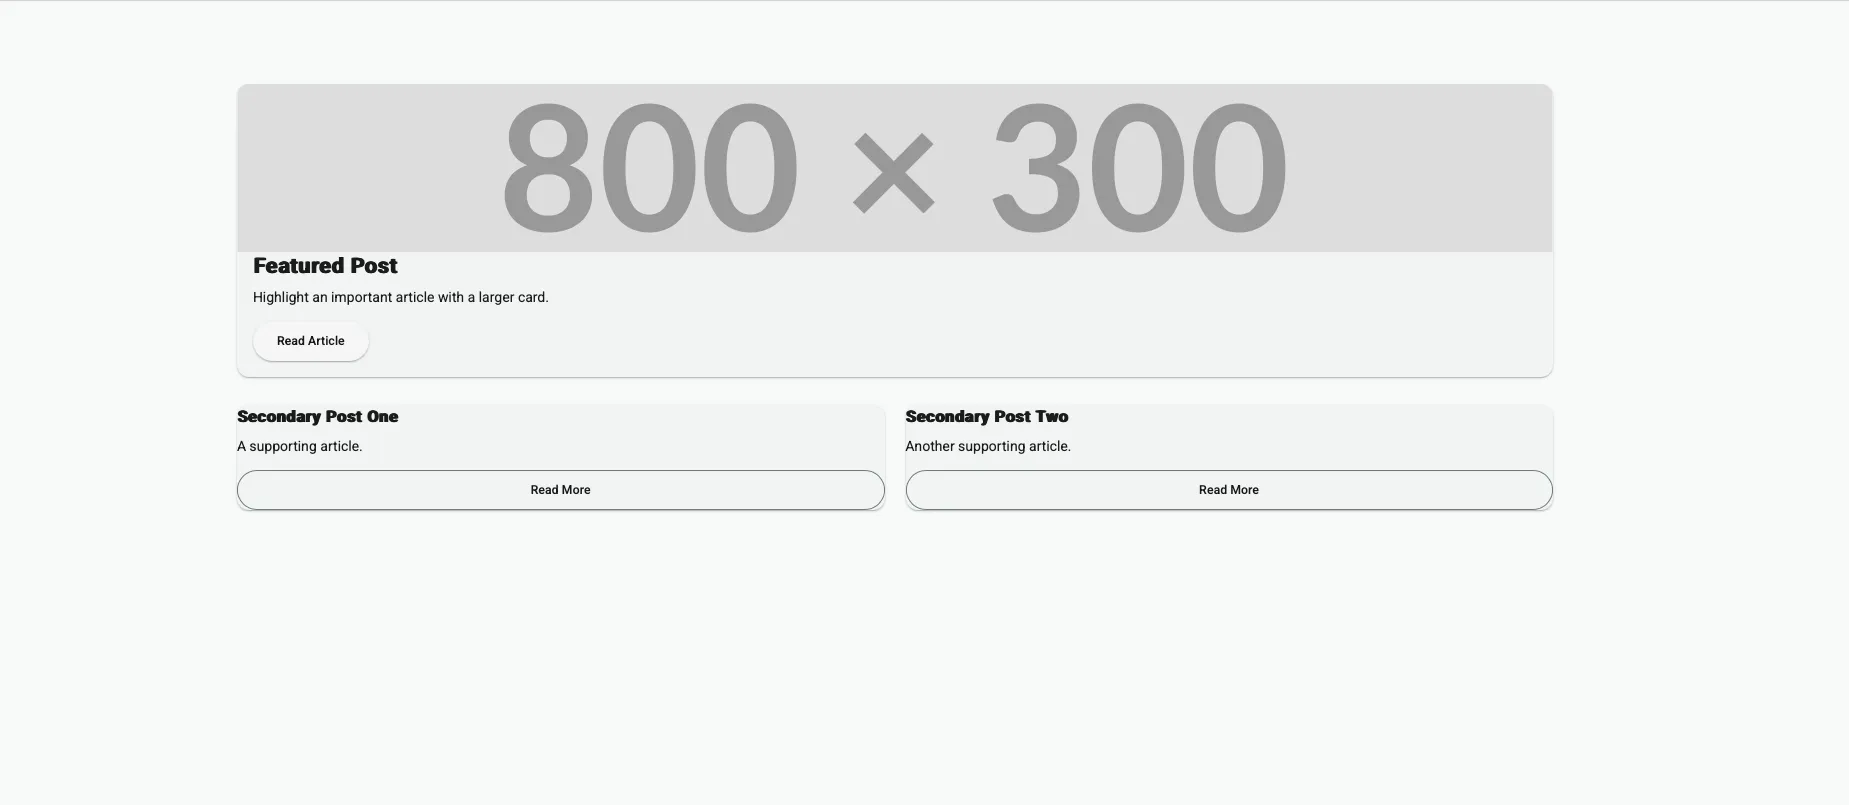 800 × 300
Featured Post
Highlight an important article with a larger card.
Read Article
Secondary Post One
A supporting article.
Read More
Secondary Post Two
Another supporting article.
Read More